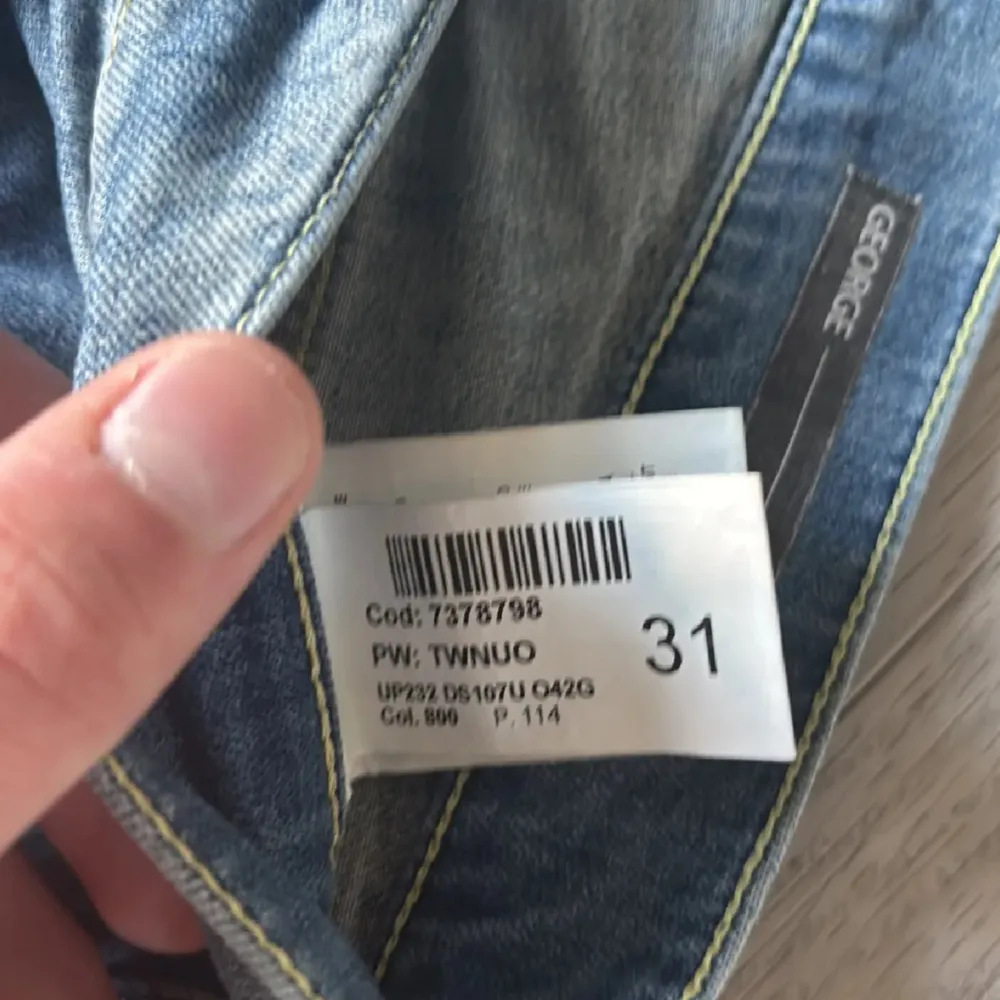 GEORGE
Cod: 7378798
PW: TWNUO
31
UP232 DS107U O42G
Col. 800 P. 114